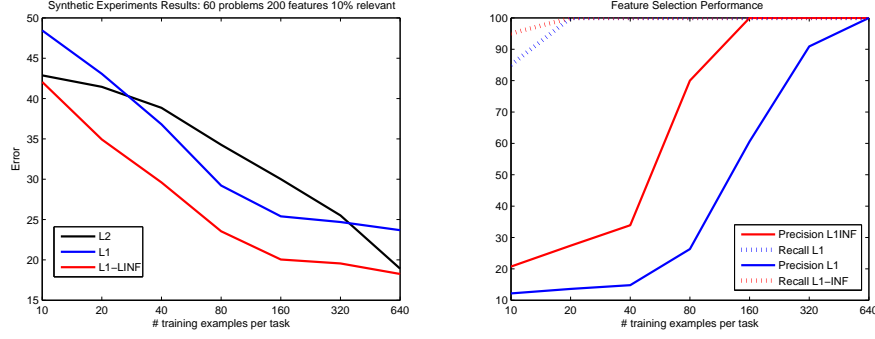 Synthetic Experiments Results: 60 problems 200 features 10% relevant
50
45
40
35
30
25
20
15
Error
10 20 40 80 160 320 640
# training examples per task
L2
L1
L1−LINF
Feature Selection Performance
100
90
80
70
60
50
40
30
20
10
10 20 40 80 160 320 640
# training examples per task
Precision L1INF
Recall L1
Precision L1
Recall L1−INF